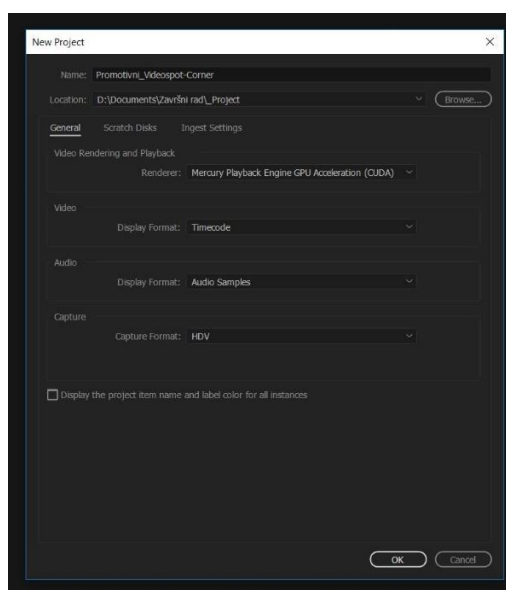 New Project
Name: Promotivni_Videospot-Corner
Location: D:\Documents\Završni rad\_Project Browse...
General Scratch Disks Ingest Settings
Video Rendering and Playback
Renderer: Mercury Playback Engine GPU Acceleration (CUDA)
Video
Display Format: Timecode
Audio
Display Format: Audio Samples
Capture
Capture Format: HDV
Display the project item name and label color for all instances
OK Cancel